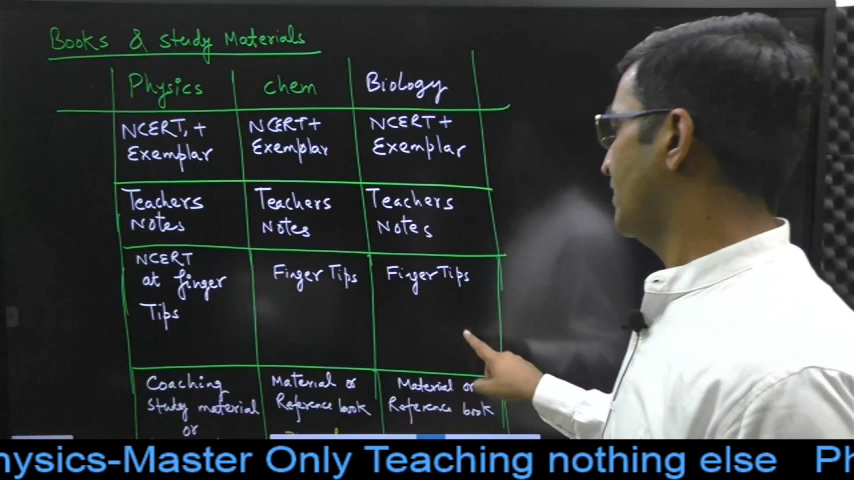 Books & Study Materials
Physics
chem
Biology
NCERT, +
Exemplar
NCERT +
Exemplar
NCERT +
Exemplar
Teachers
Notes
Teachers
Notes
Teachers
Notes
NCERT
at finger
Tips
Finger Tips
Finger Tips
Coaching
Study material
or
Material or
Reference book
Material or
Reference book
hysics-Master Only Teaching nothing else Ph